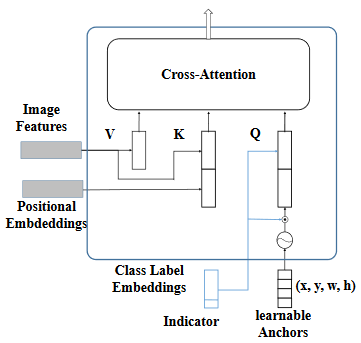 Cross-Attention
Image
Features
V
K
Q
Positional
Embdeddings
Class Label
Embeddings
(x, y, w, h)
Indicator
learnable
Anchors